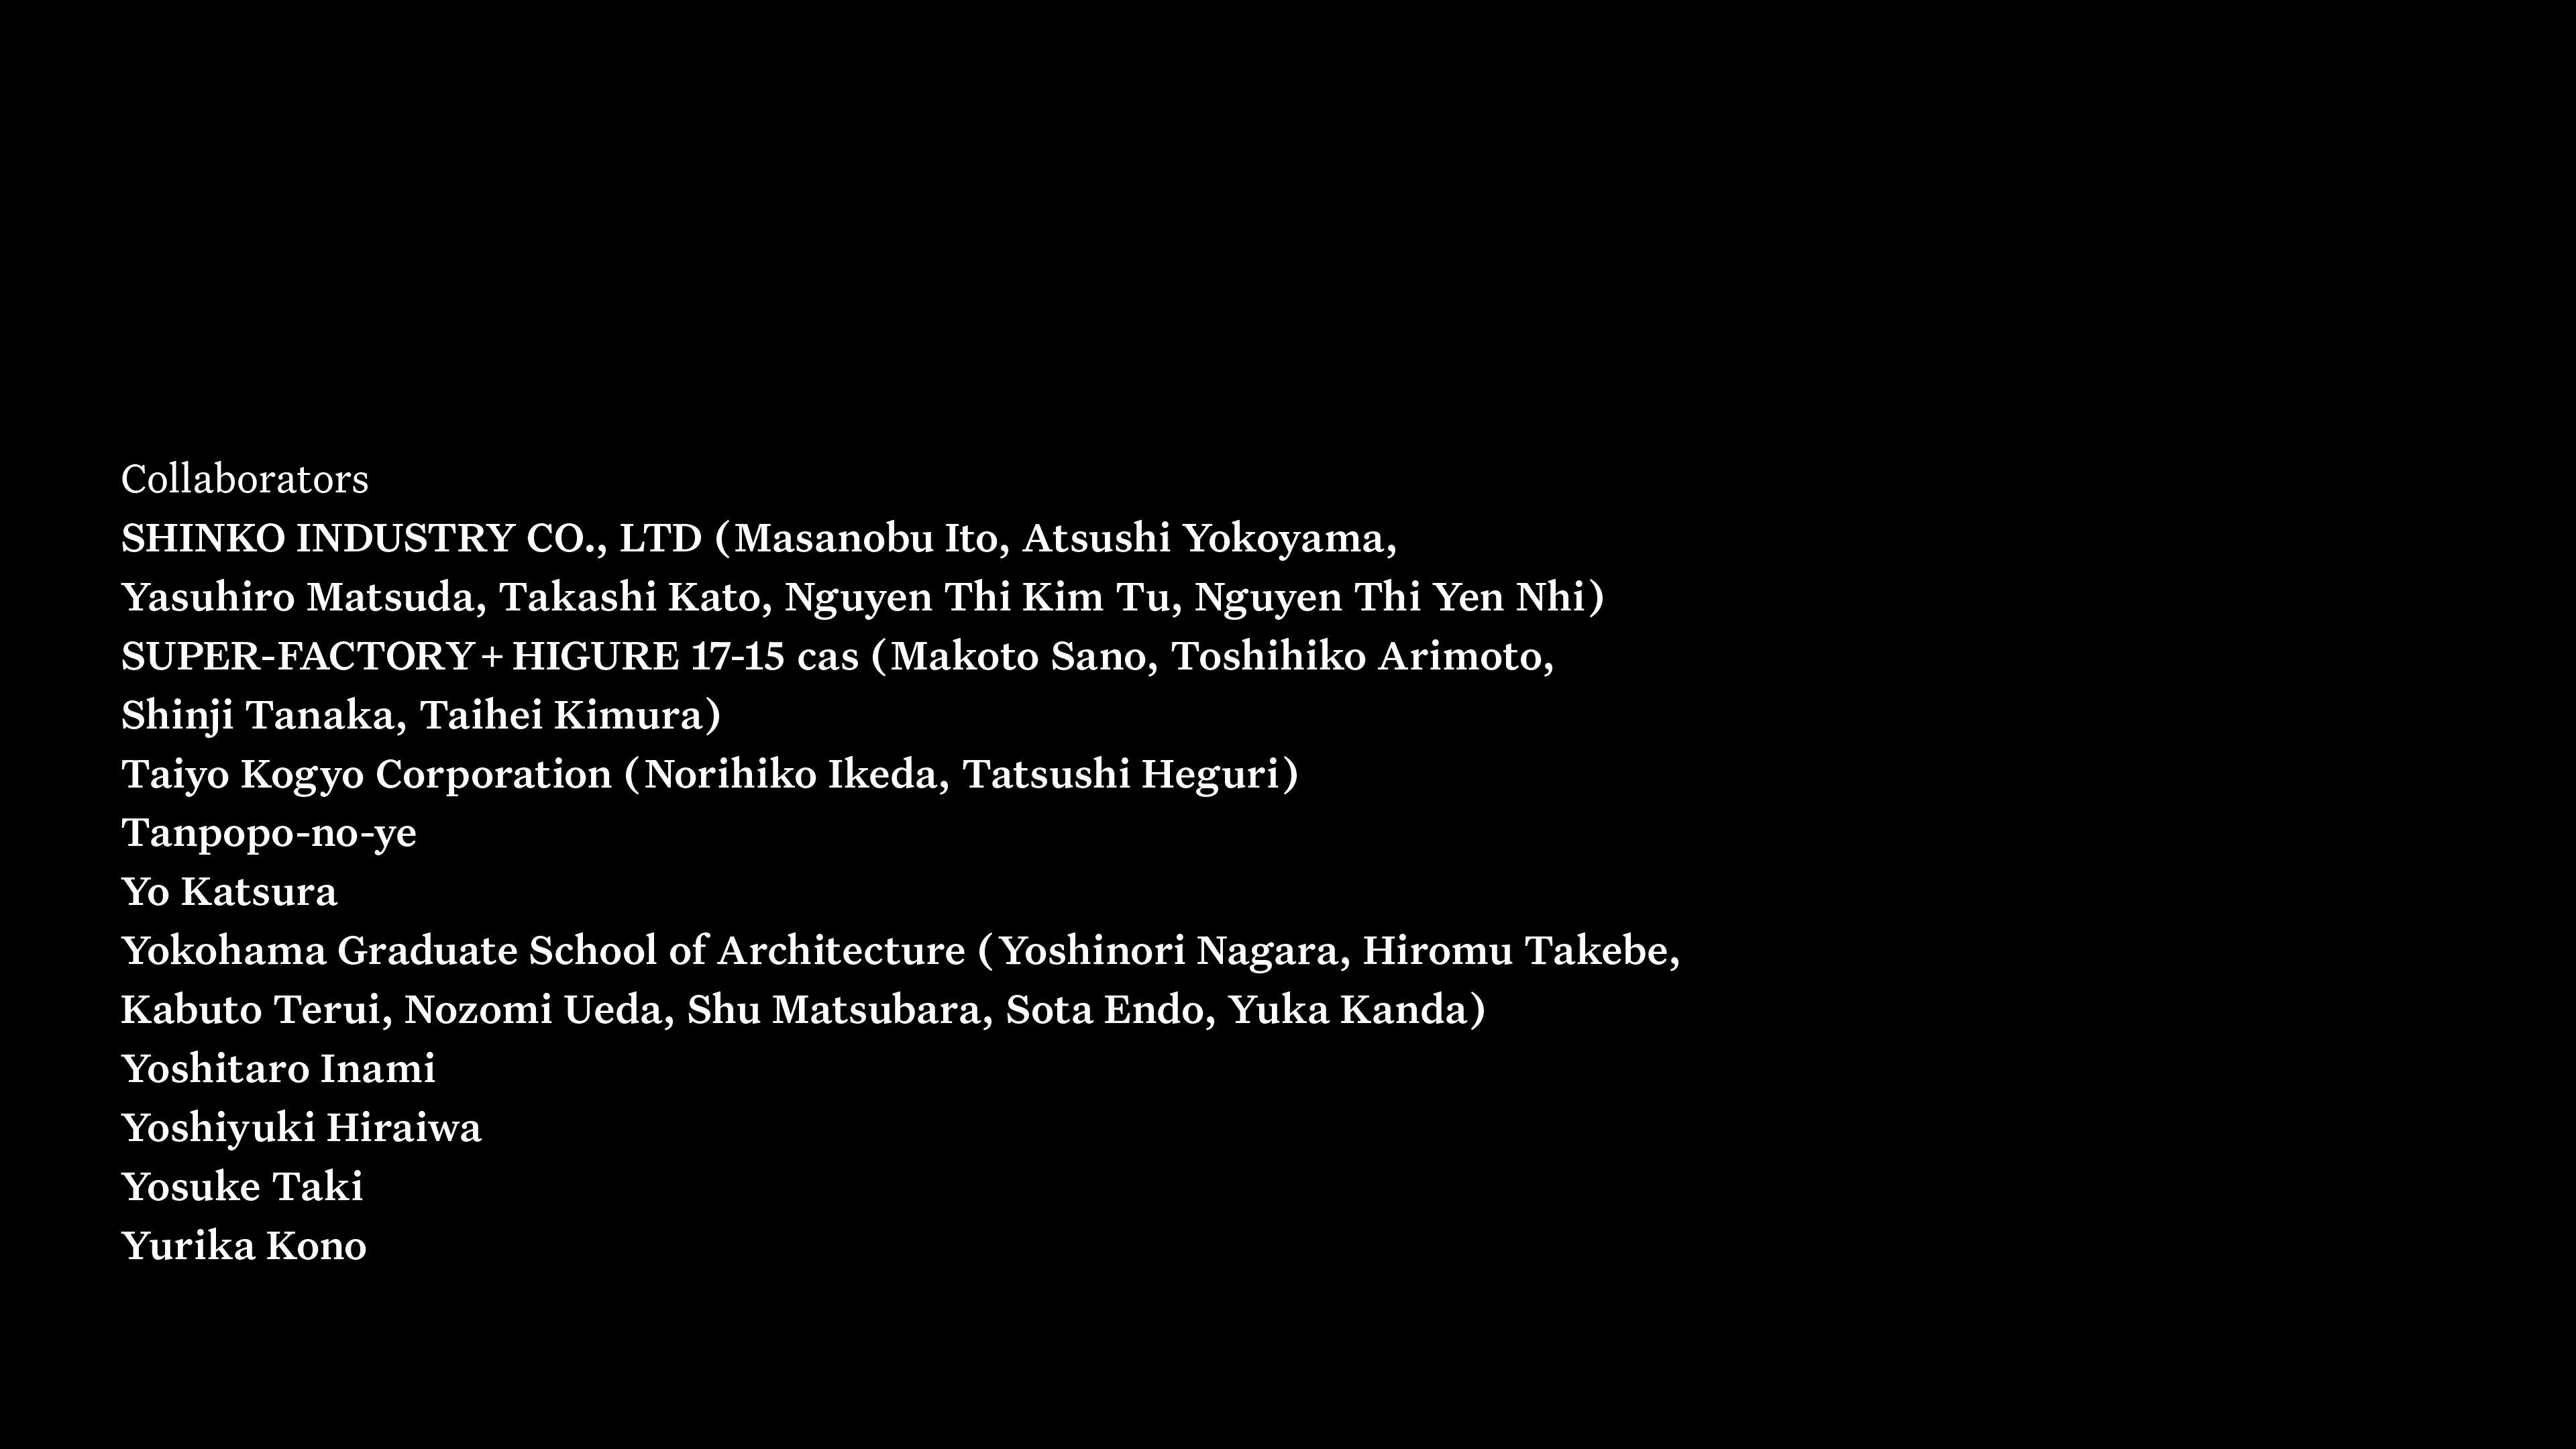 Collaborators
SHINKO INDUSTRY CO., LTD (Masanobu Ito, Atsushi Yokoyama,
Yasuhiro Matsuda, Takashi Kato, Nguyen Thi Kim Tu, Nguyen Thi Yen Nhi)
SUPER-FACTORY+HIGURE 17-15 cas (Makoto Sano, Toshihiko Arimoto,
Shinji Tanaka, Taihei Kimura)
Taiyo Kogyo Corporation (Norihiko Ikeda, Tatsushi Heguri)
Tanpopo-no-ye
Yo Katsura
Yokohama Graduate School of Architecture (Yoshinori Nagara, Hiromu Takebe,
Kabuto Terui, Nozomi Ueda, Shu Matsubara, Sota Endo, Yuka Kanda)
Yoshitaro Inami
Yoshiyuki Hiraiwa
Yosuke Taki
Yurika Kono